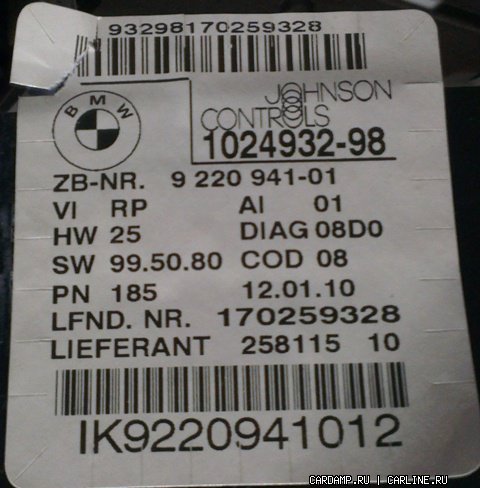 93298170259328
BMW
JOHNSON
CONTROLS
1024932-98
ZB-NR. 9 220 941-01
VI RP AI 01
HW 25 DIAG 08D0
SW 99.50.80 COD 08
PN 185 12.01.10
LFND. NR. 170259328
LIEFERANT 258115 10
IK9220941012
CARDAMP.RU | CARLINE.RU